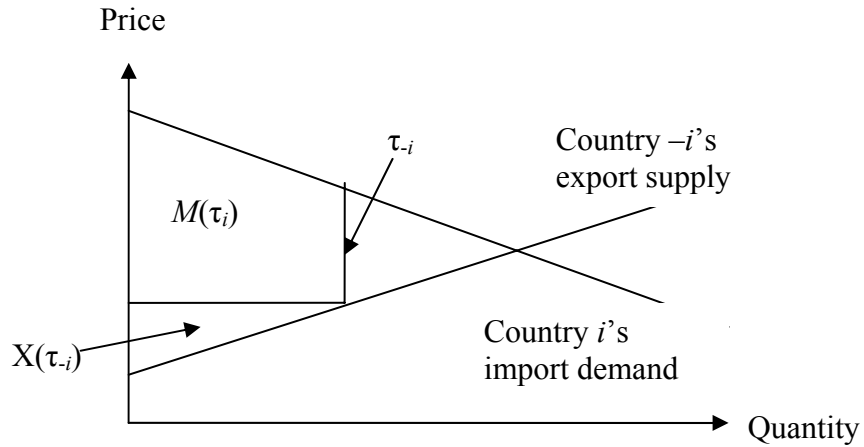 Price
τ₋ᵢ
Country –i’s
export supply
M(τᵢ)
X(τ₋ᵢ)
Country i’s
import demand
Quantity